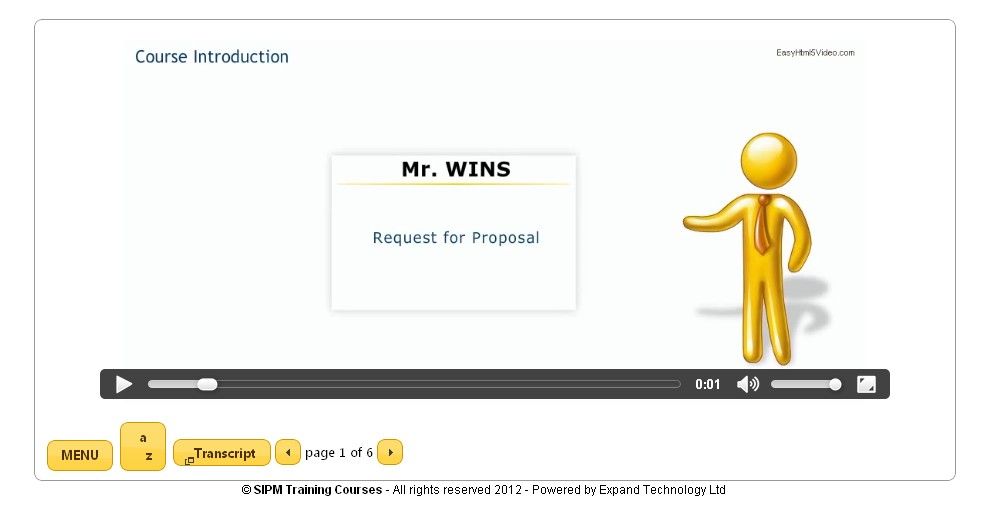 Course Introduction
EasyHtml5Video.com
Mr. WINS
Request for Proposal
0:01
MENU
a
z
Transcript
page 1 of 6
© SIPM Training Courses - All rights reserved 2012 - Powered by Expand Technology Ltd